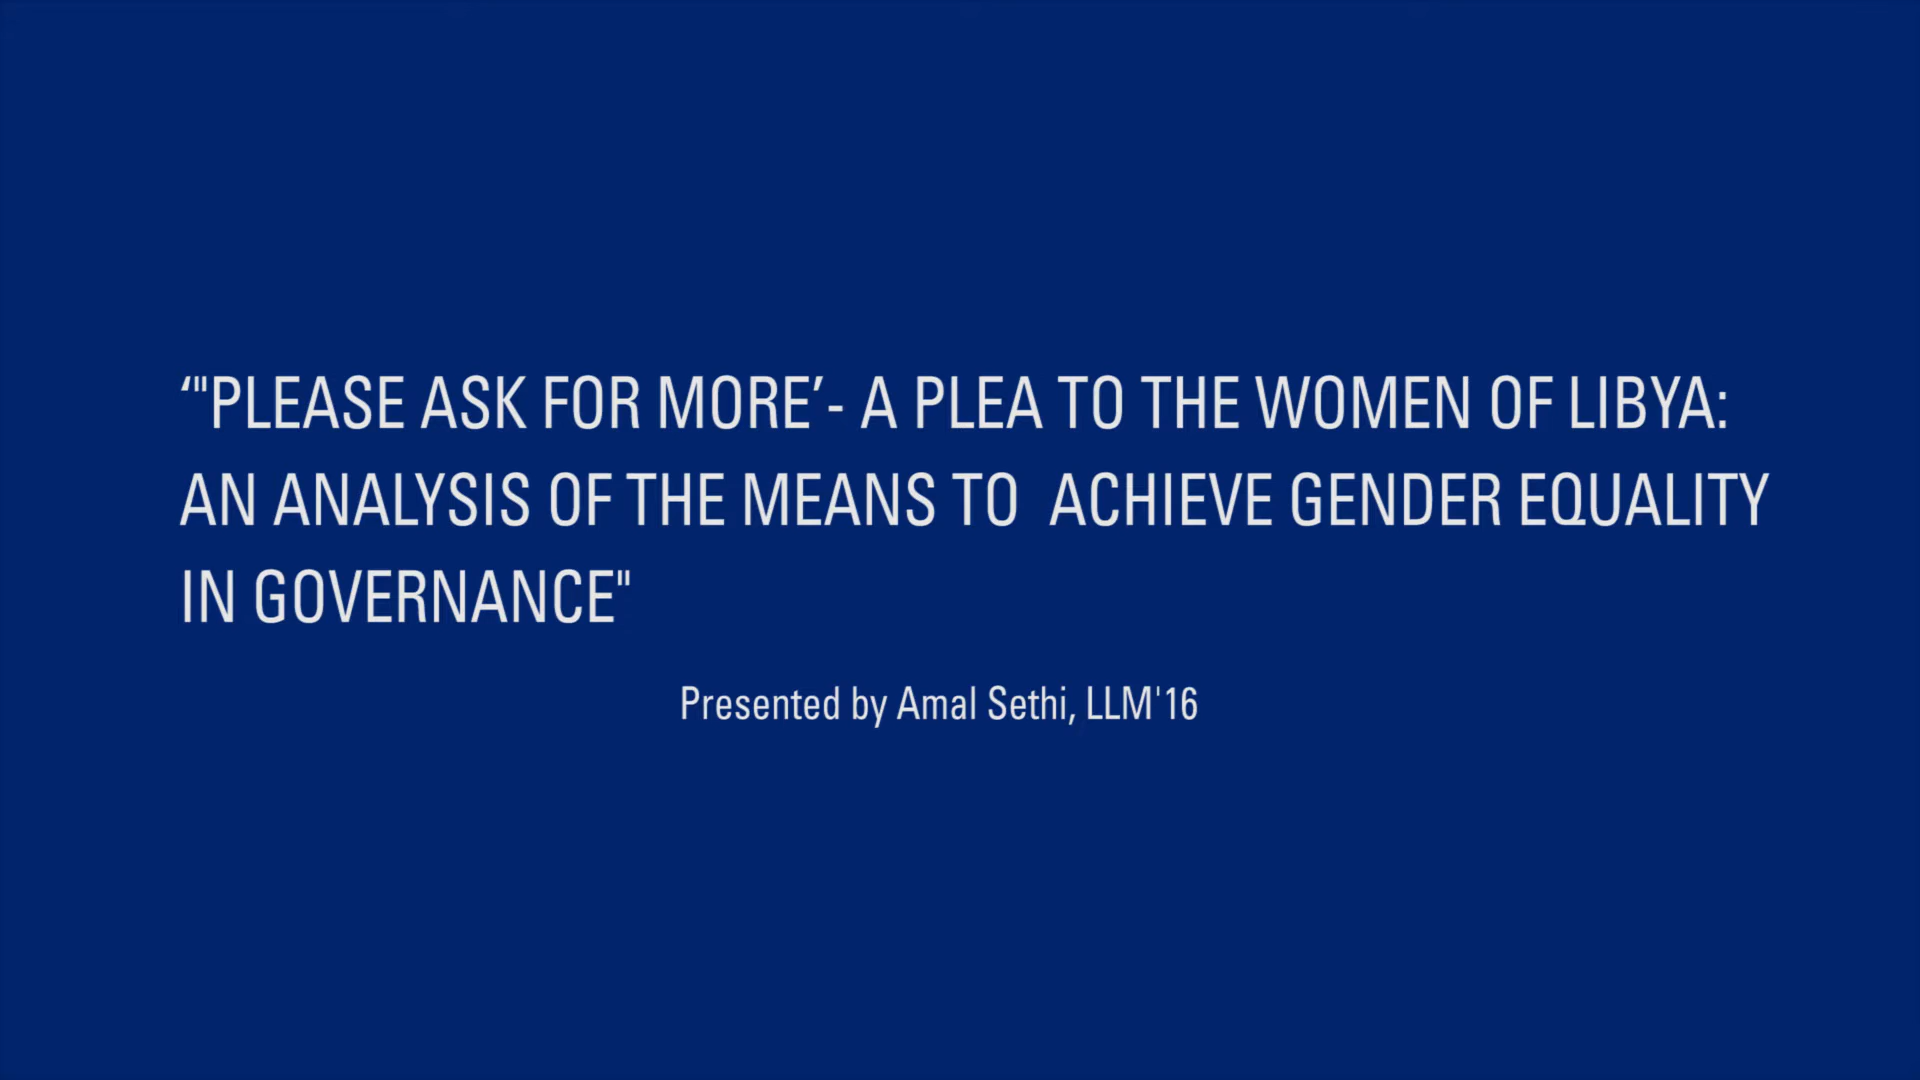 ‘"PLEASE ASK FOR MORE’- A PLEA TO THE WOMEN OF LIBYA:
AN ANALYSIS OF THE MEANS TO  ACHIEVE GENDER EQUALITY
IN GOVERNANCE"
Presented by Amal Sethi, LLM'16